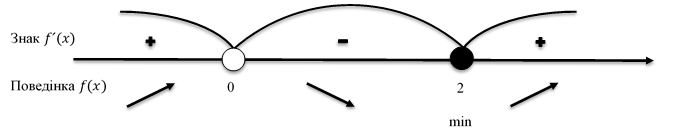 Знак f´(x) + − +
Поведінка f(x) 0 2
min